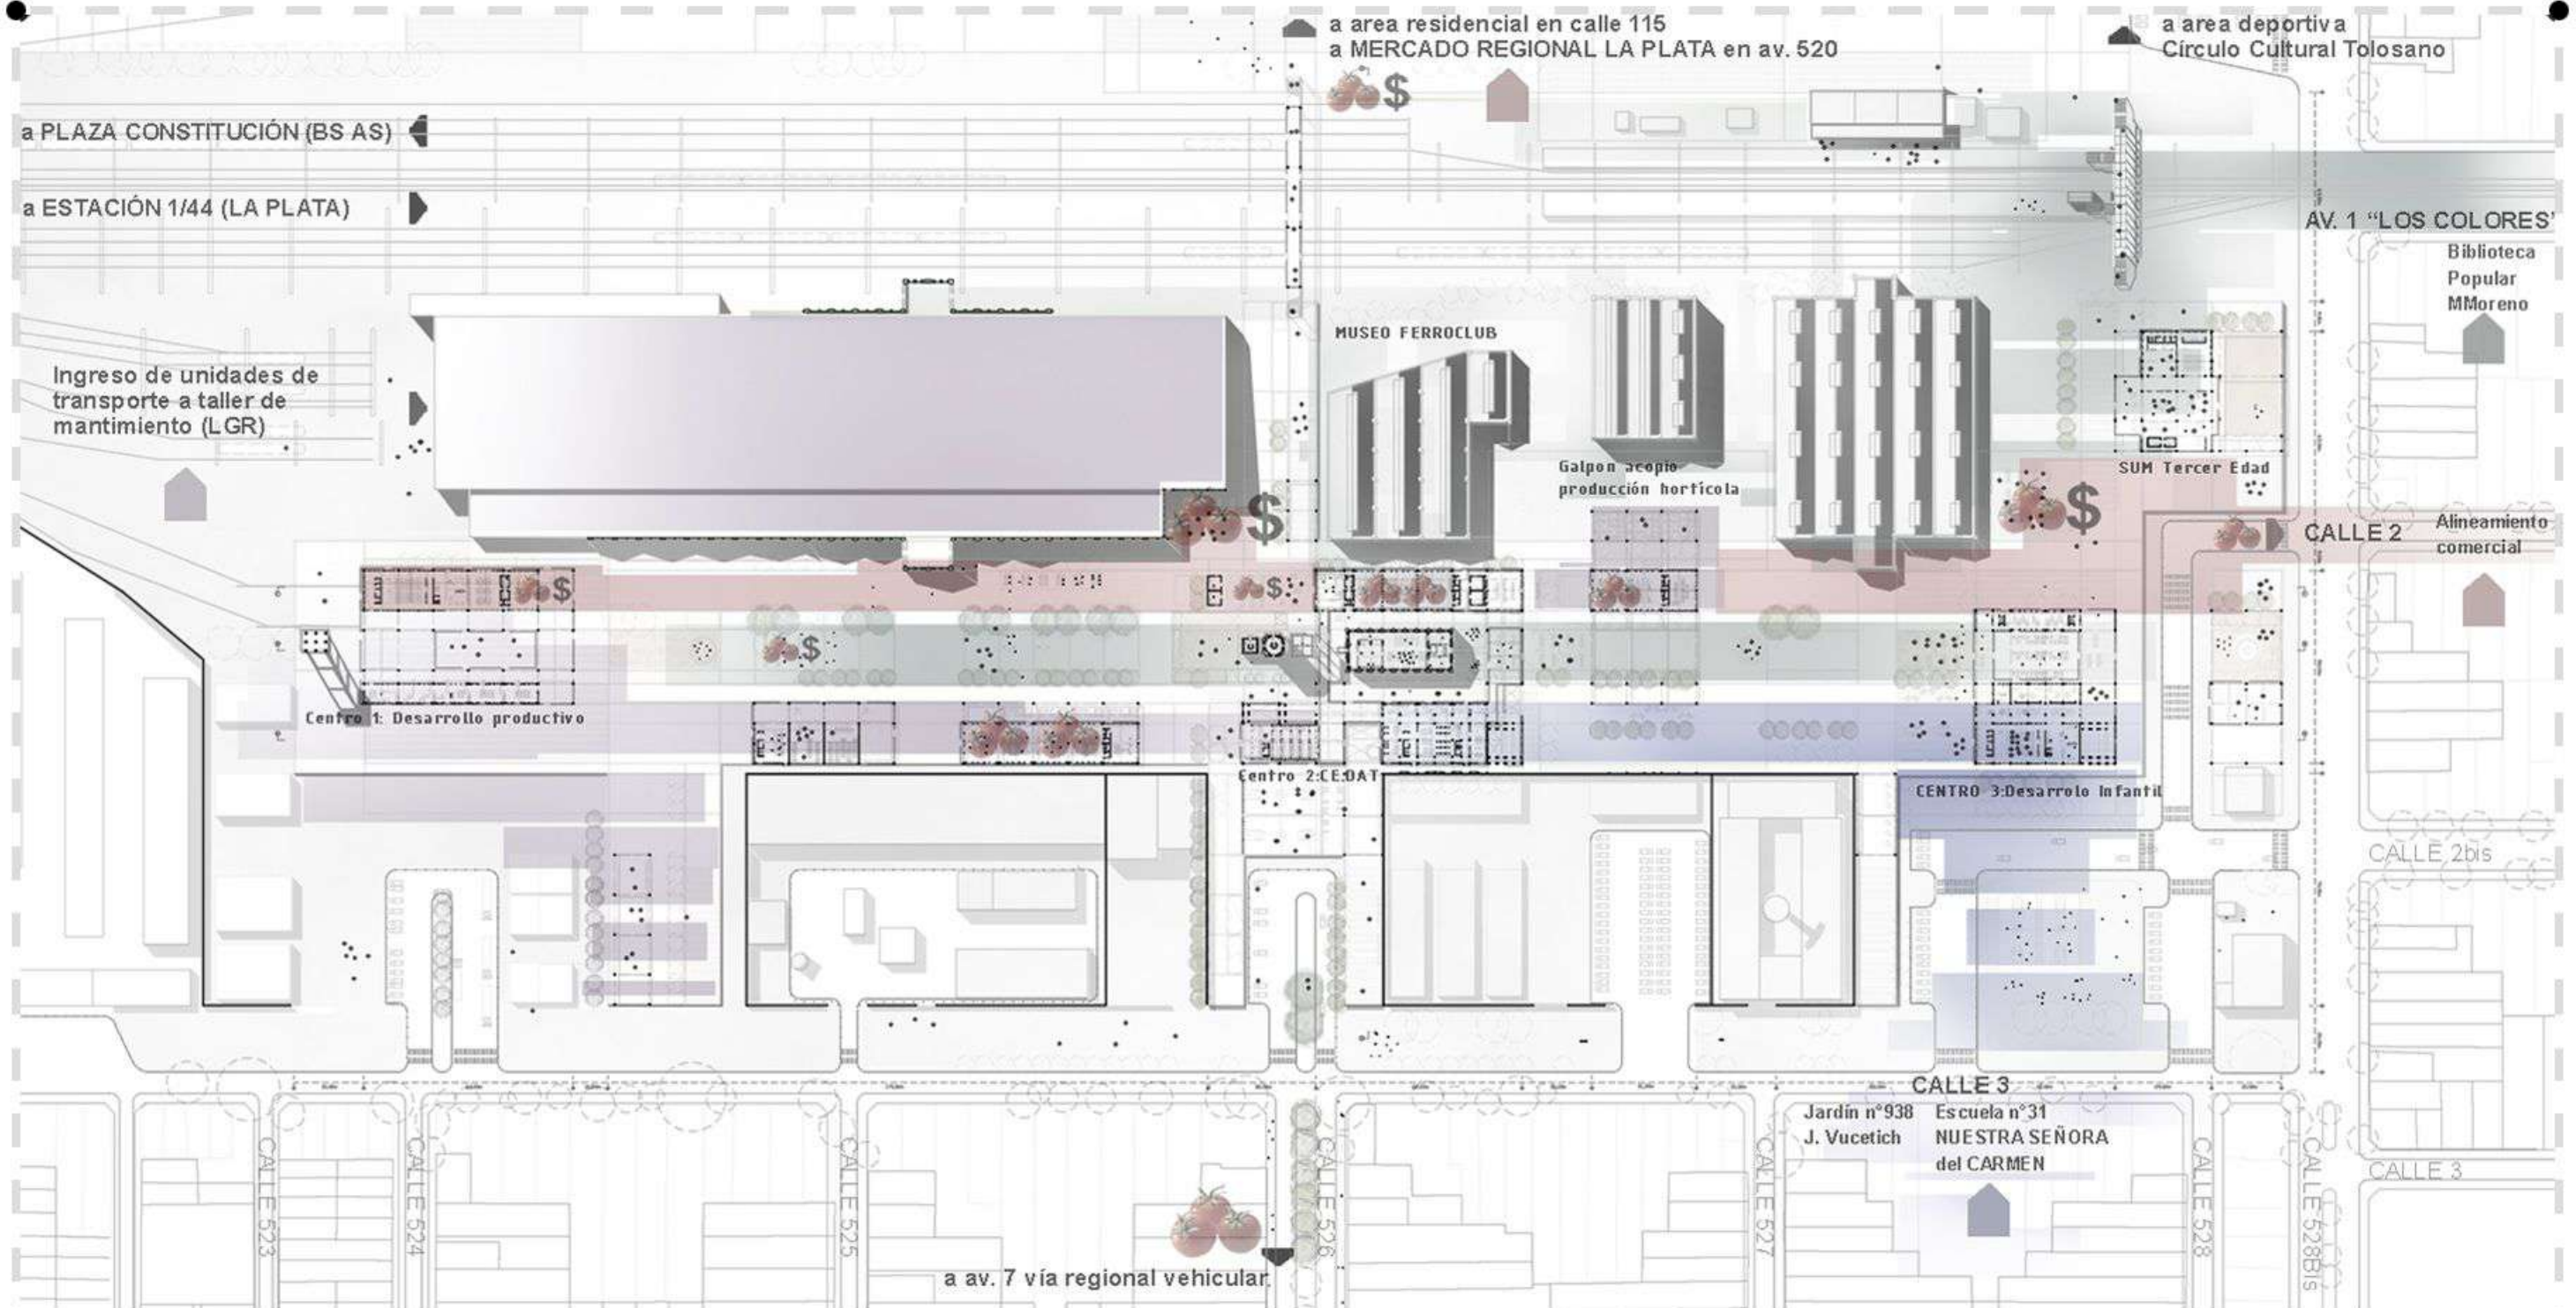 a area residencial en calle 115
a MERCADO REGIONAL LA PLATA en av. 520
a area deportiva
Círculo Cultural Tolosano
$
a PLAZA CONSTITUCIÓN (BS AS)
a ESTACIÓN 1/44 (LA PLATA)
AV. 1 “LOS COLORES”
Biblioteca
Popular
MMoreno
MUSEO FERROCLUB
Ingreso de unidades de
transporte a taller de
mantimiento (LGR)
Galpon acopio
producción hortícola
SUM Tercer Edad
$
$
CALLE 2
Alineamiento
comercial
$
$
$
Centro 1: Desarrollo productivo
Centro 2:CEDAT
CENTRO 3:Desarrolo Infantil
CALLE 2bis
CALLE 3
Jardín n°938
J. Vucetich
Escuela n°31
NUESTRA SEÑORA
del CARMEN
CALLE 3
CALLE 523
CALLE 524
CALLE 525
CALLE 526
CALLE 527
CALLE 528
CALLE 528Bis
a av. 7 vía regional vehicular